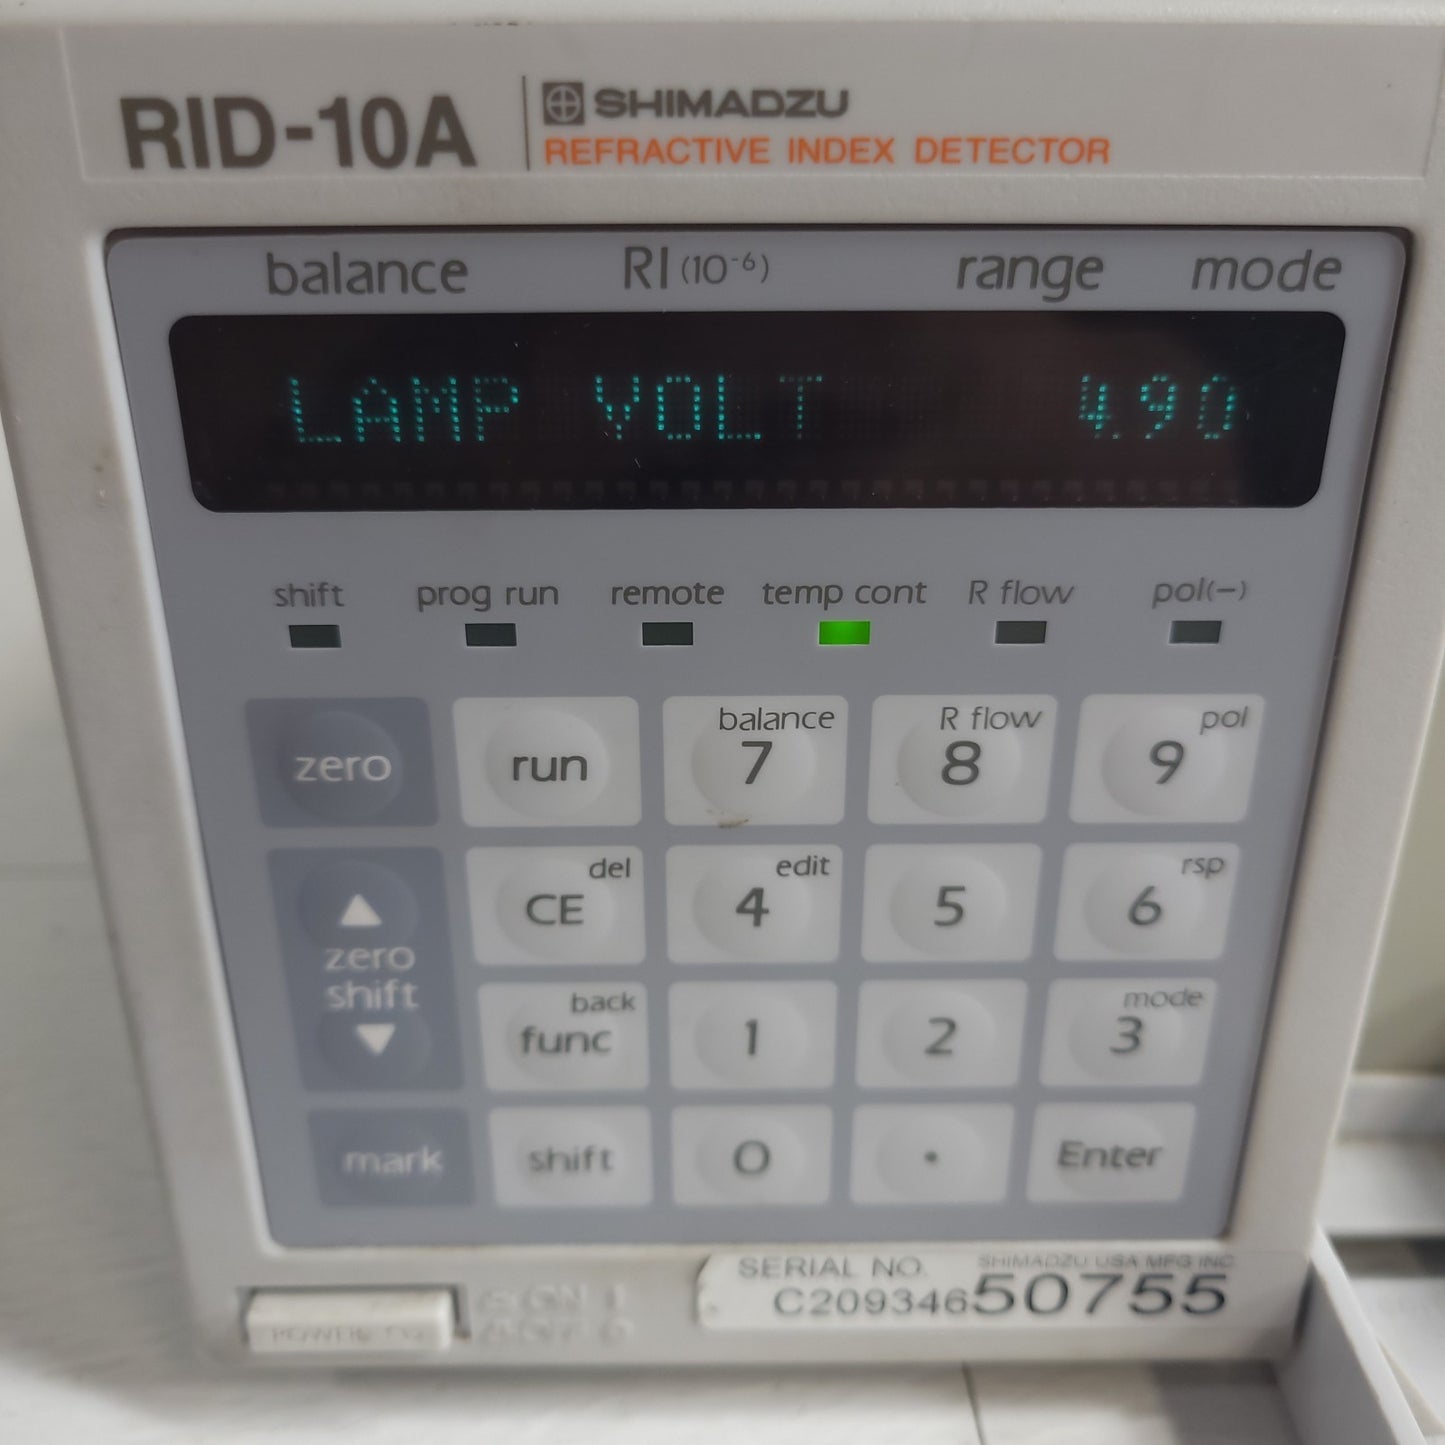 RID-10A
SHIMADZU
REFRACTIVE INDEX DETECTOR
balance RI (10⁻⁶) range mode
LAMP VOLT 4.90
shift prog run remote temp cont R flow pol(−)
zero run balance 7 R flow 8 pol 9
del CE edit 4 5 rsp 6
zero shift
back func 1 2 mode 3
mark shift 0 . Enter
SERIAL NO. SHIMADZU USA MFG INC
C20934650755
POWER